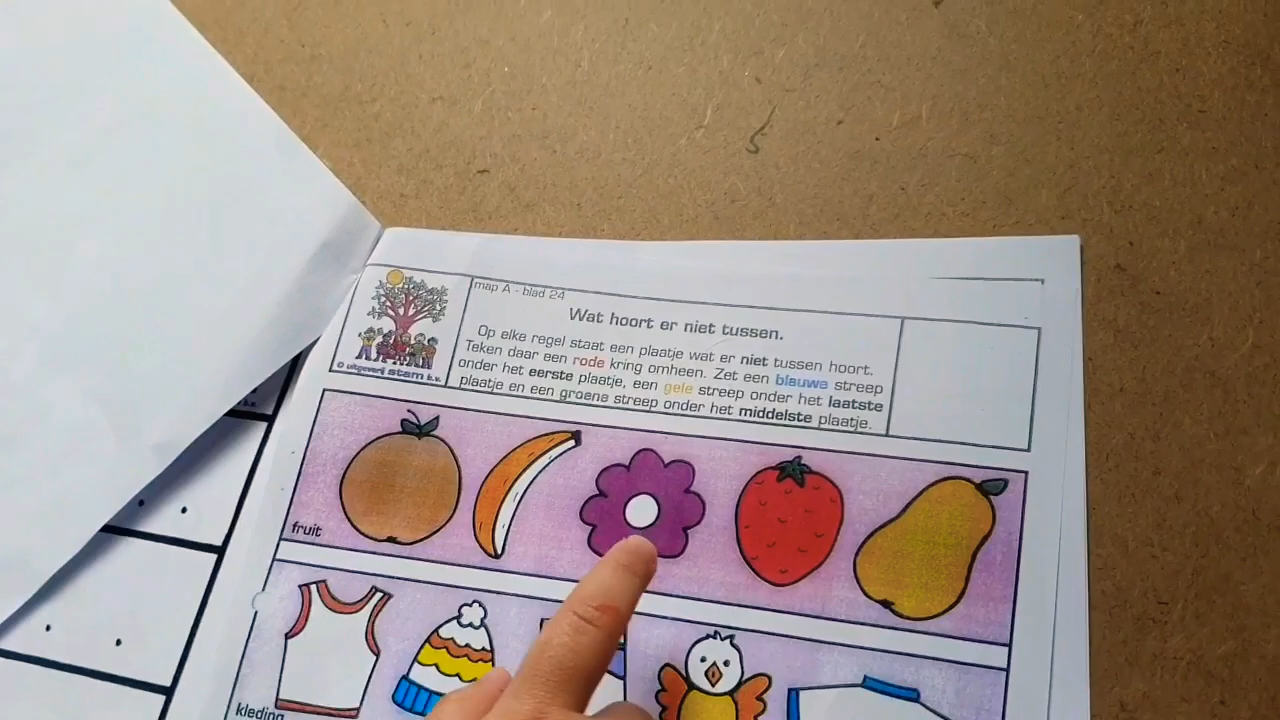 map A - blad 24
Wat hoort er niet tussen.
Op elke regel staat een plaatje wat er niet tussen hoort.
Teken daar een rode kring omheen. Zet een blauwe streep
onder het eerste plaatje, een gele streep onder het laatste
plaatje en een groene streep onder het middelste plaatje.
© uitgeverij stam b.v.
fruit
kleding